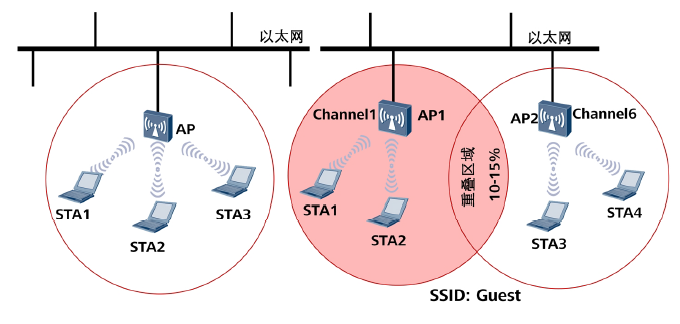 以太网
AP
STA1
STA2
STA3
以太网
Channel1
AP1
STA1
STA2
重叠区域
10-15%
AP2
Channel6
STA3
STA4
SSID: Guest